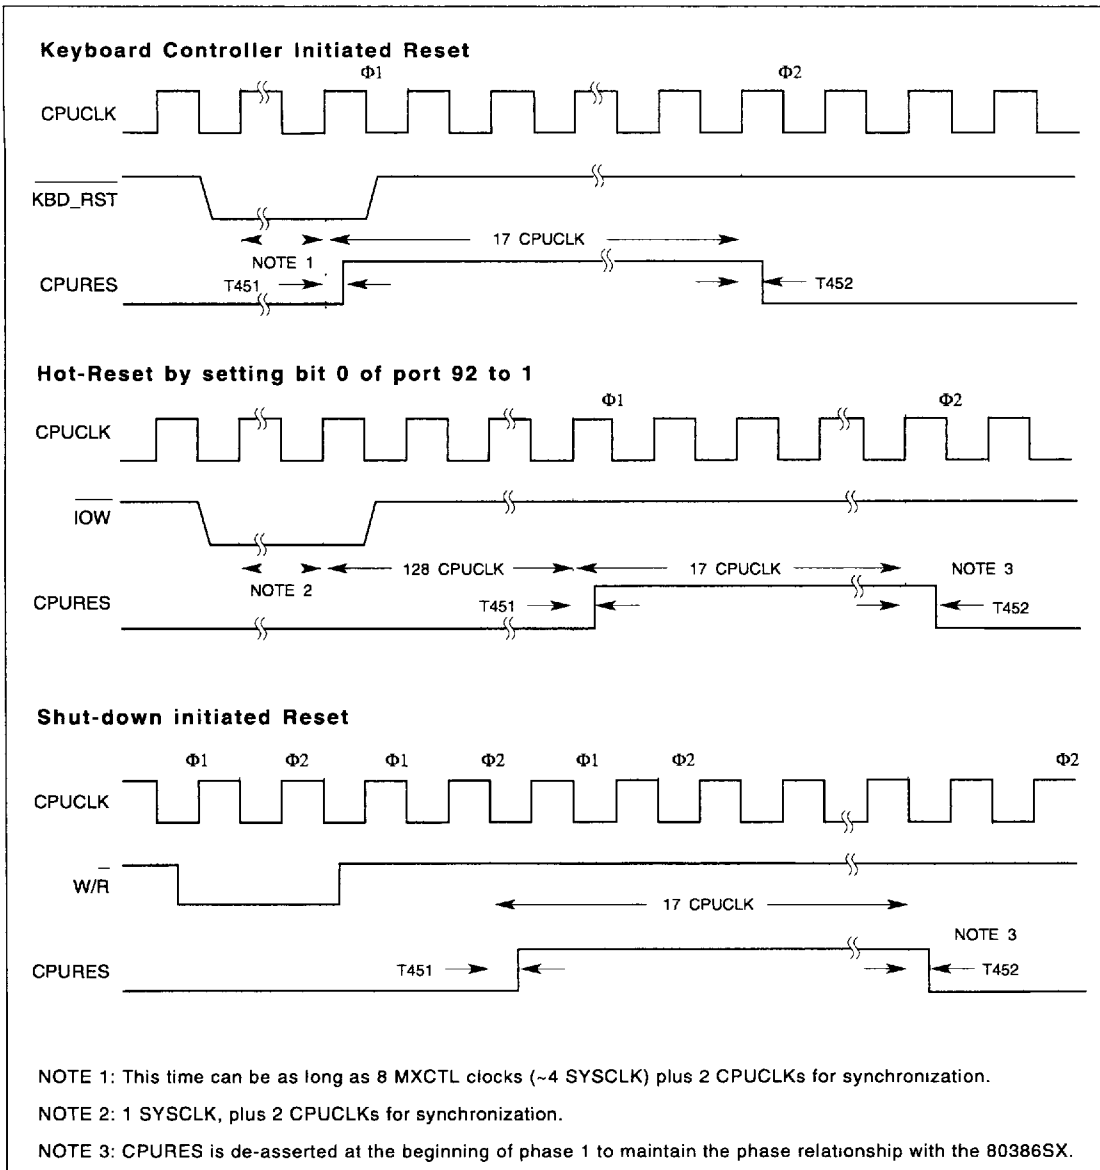 Keyboard Controller Initiated Reset
Φ1 Φ2
CPUCLK
KBD_RST
17 CPUCLK
NOTE 1
CPURES
T451
T452
Hot-Reset by setting bit 0 of port 92 to 1
Φ1 Φ2
CPUCLK
IOW
128 CPUCLK 17 CPUCLK NOTE 3
NOTE 2
CPURES
T451
T452
Shut-down initiated Reset
Φ1 Φ2 Φ1 Φ2 Φ1 Φ2 Φ2
CPUCLK
W/R̅
17 CPUCLK
NOTE 3
CPURES
T451
T452
NOTE 1: This time can be as long as 8 MXCTL clocks (~4 SYSCLK) plus 2 CPUCLKs for synchronization.
NOTE 2: 1 SYSCLK, plus 2 CPUCLKs for synchronization.
NOTE 3: CPURES is de-asserted at the beginning of phase 1 to maintain the phase relationship with the 80386SX.